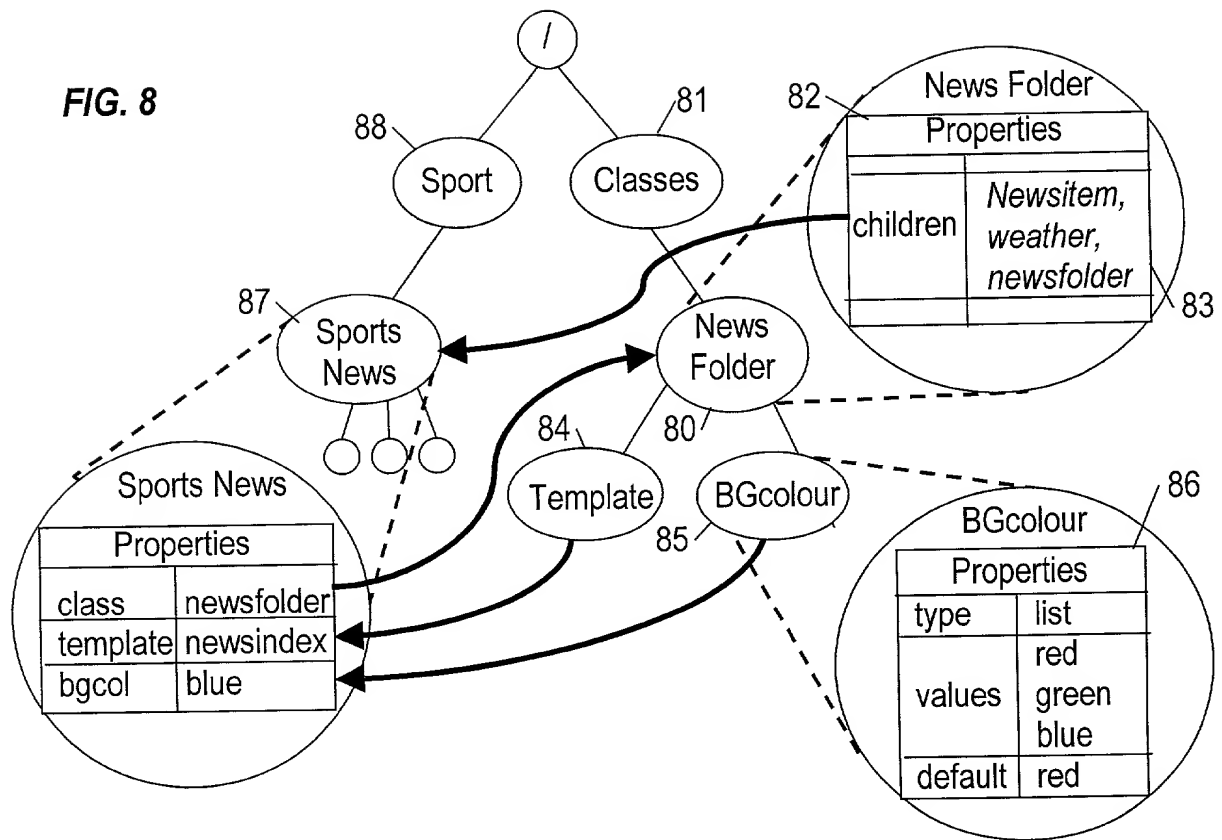 FIG. 8
/
88
Sport
81
Classes
87
Sports
News
News
Folder
80
84
Template
85
BGcolour
82
News Folder
Properties
children
Newsitem,
weather,
newsfolder
83
Sports News
Properties
class newsfolder
template newsindex
bgcol blue
86
BGcolour
Properties
type list
values
red
green
blue
default red